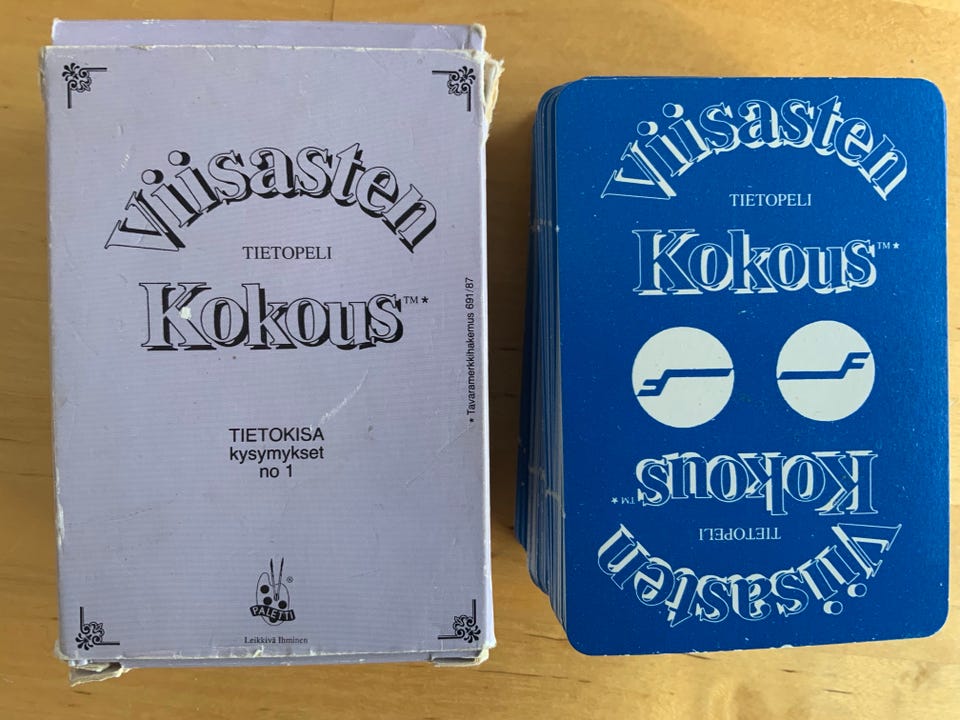 Viisasten
TIETOPELI
Kokous™*
* Tavaramerkkihakemus 691/87
TIETOKISA
kysymykset
no 1
PALETTI®
Leikkivä Ihminen
Viisasten
TIETOPELI
Kokous™*
Kokous™*
TIETOPELI
Viisasten